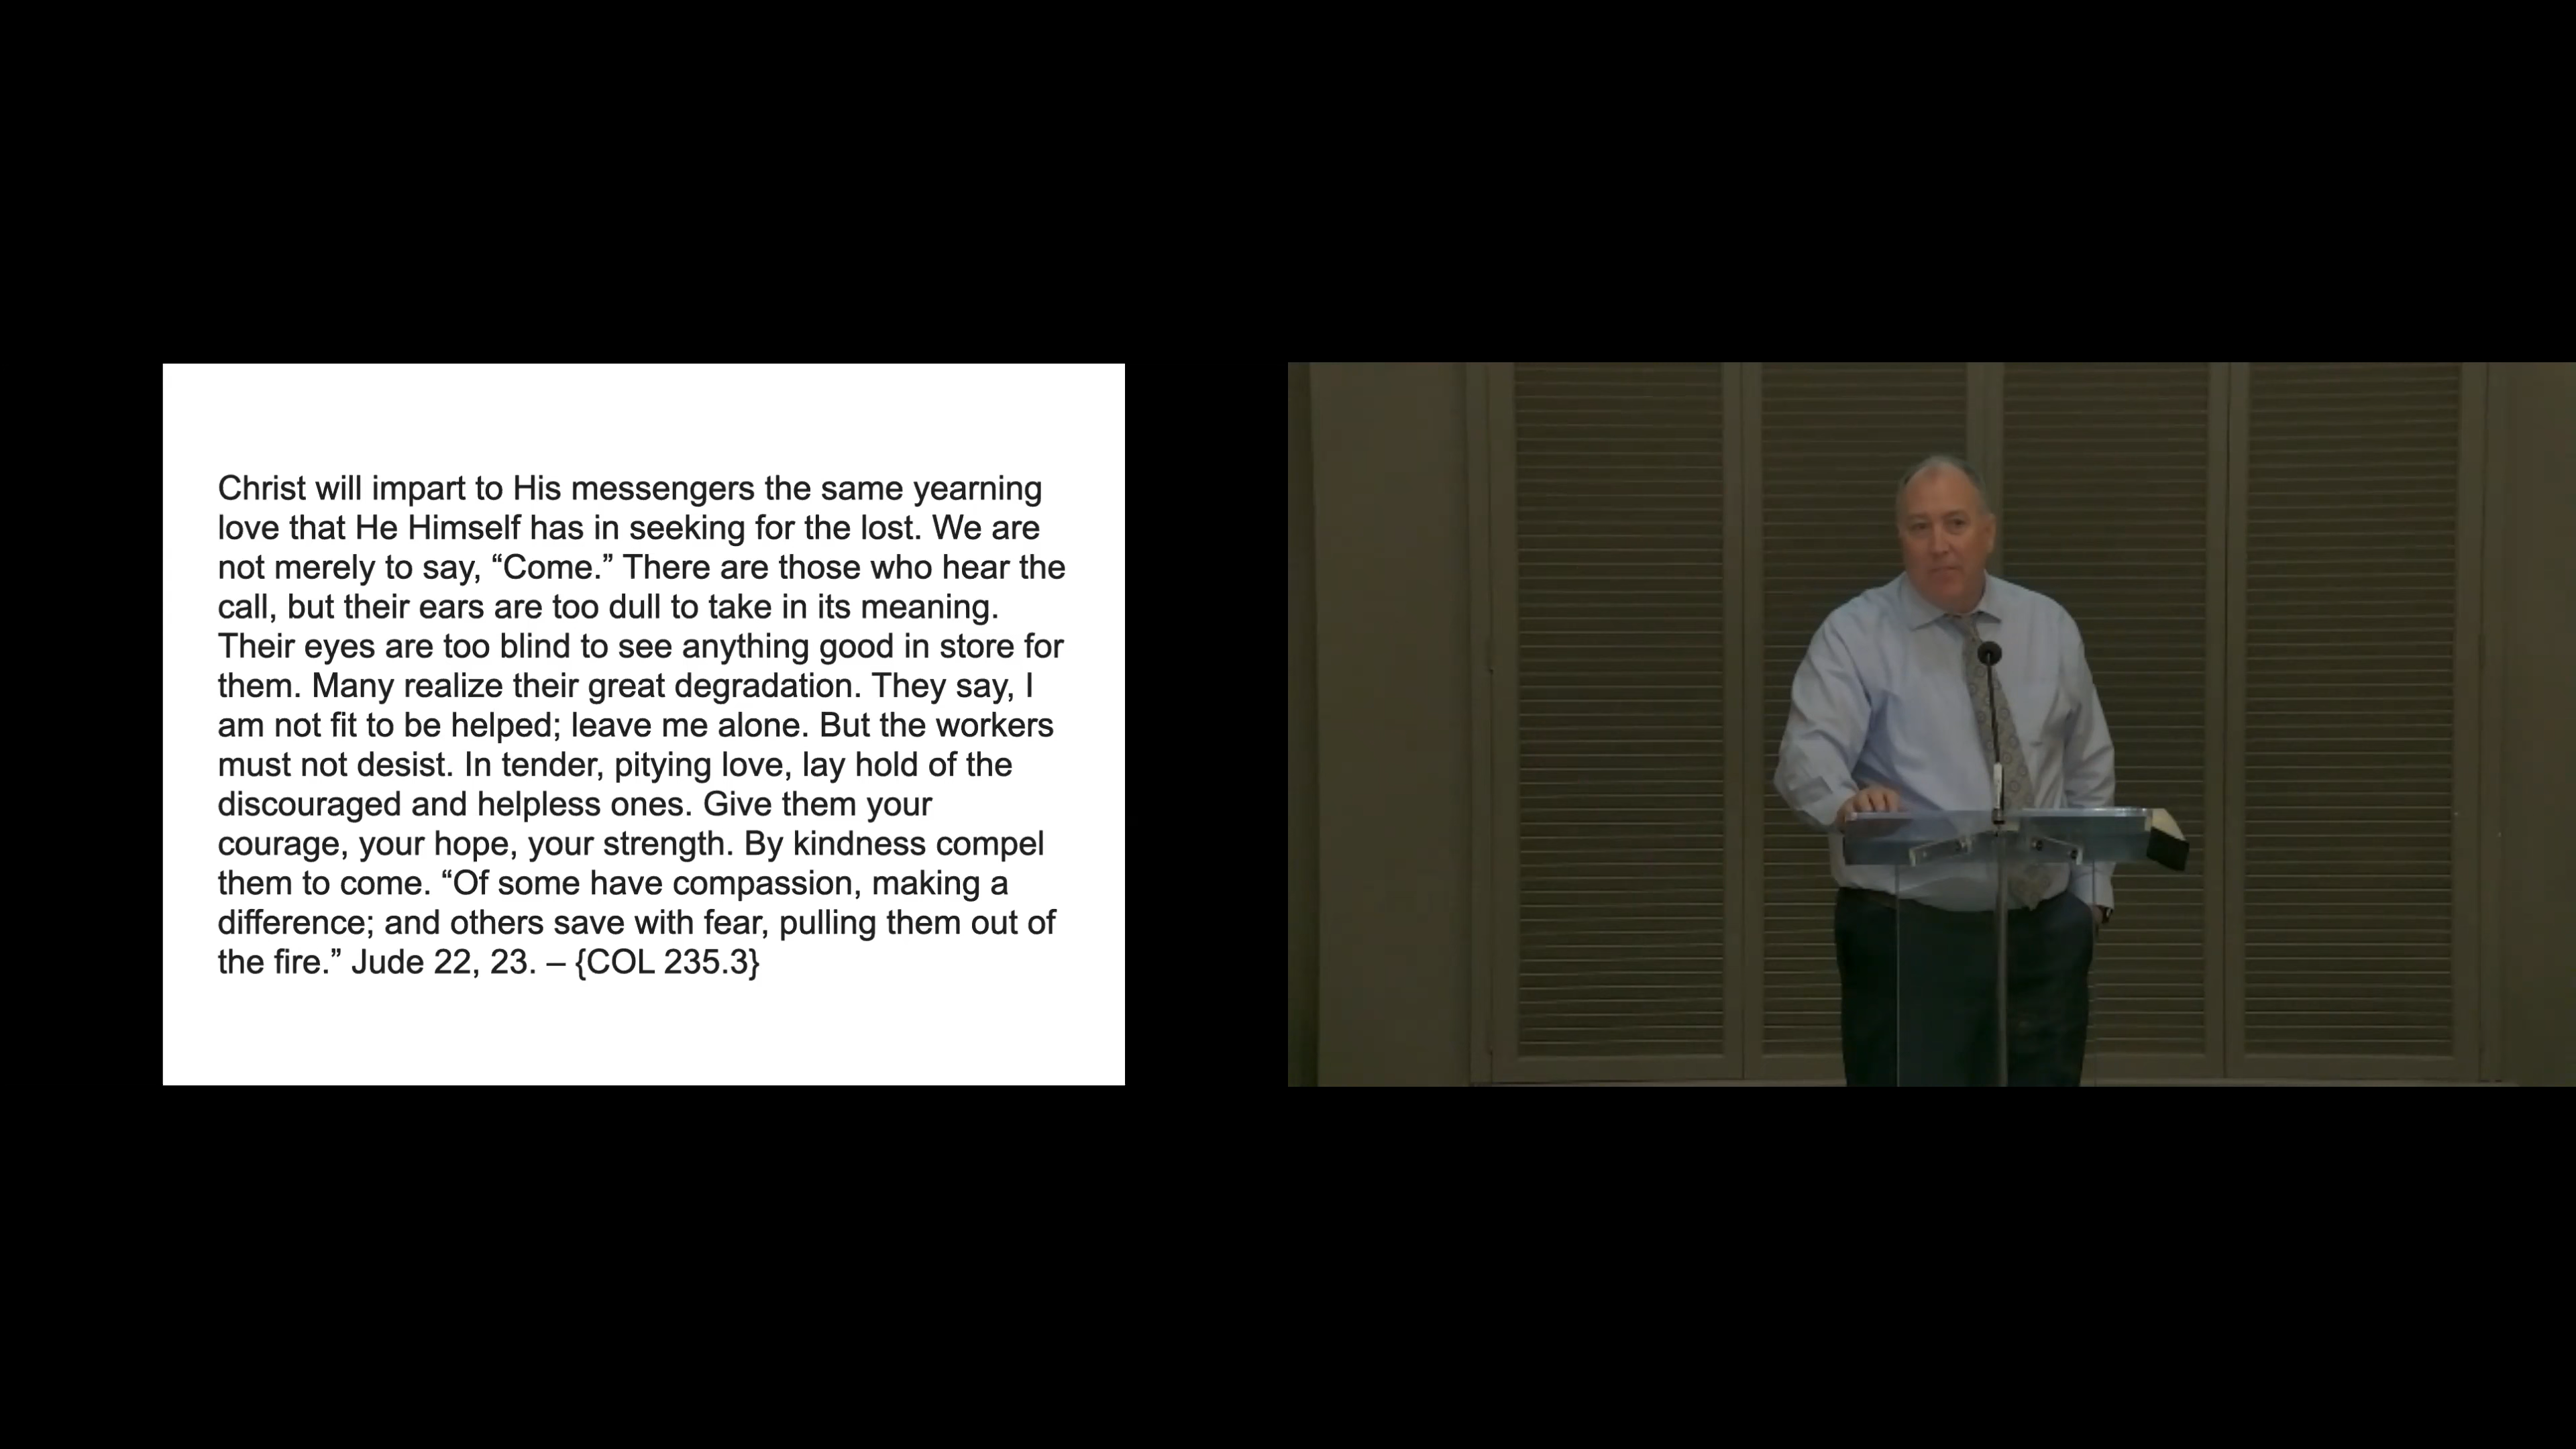 Christ will impart to His messengers the same yearning
love that He Himself has in seeking for the lost. We are
not merely to say, “Come.” There are those who hear the
call, but their ears are too dull to take in its meaning.
Their eyes are too blind to see anything good in store for
them. Many realize their great degradation. They say, I
am not fit to be helped; leave me alone. But the workers
must not desist. In tender, pitying love, lay hold of the
discouraged and helpless ones. Give them your
courage, your hope, your strength. By kindness compel
them to come. “Of some have compassion, making a
difference; and others save with fear, pulling them out of
the fire.” Jude 22, 23. – {COL 235.3}